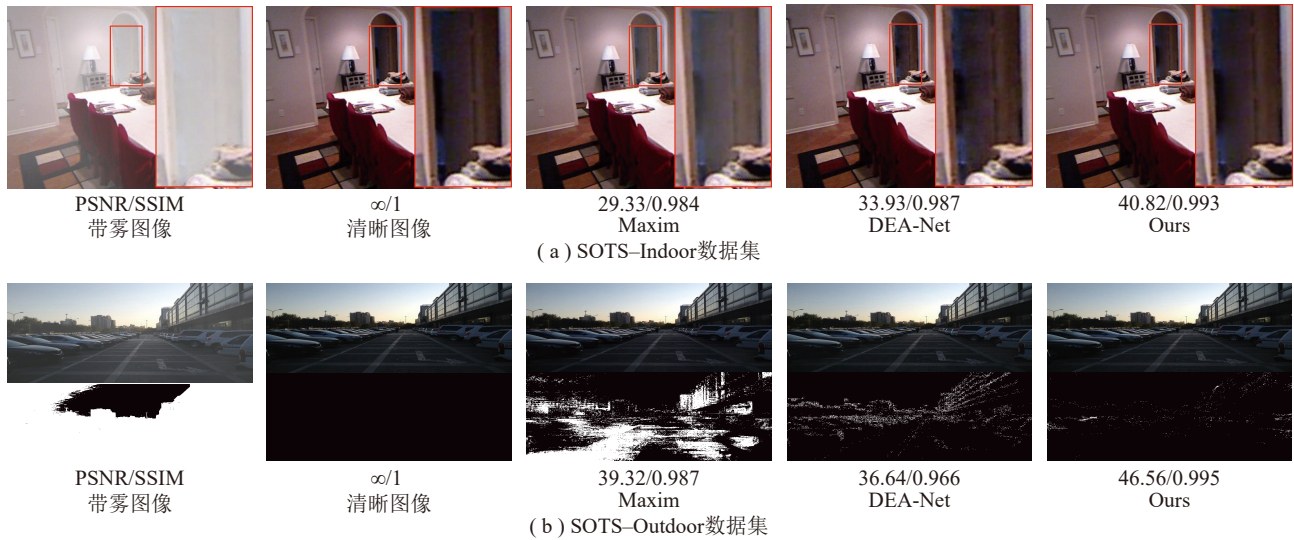 PSNR/SSIM ∞/1 29.33/0.984 33.93/0.987 40.82/0.993
带雾图像 清晰图像 Maxim DEA-Net Ours
( a ) SOTS–Indoor数据集
PSNR/SSIM ∞/1 39.32/0.987 36.64/0.966 46.56/0.995
带雾图像 清晰图像 Maxim DEA-Net Ours
( b ) SOTS–Outdoor数据集